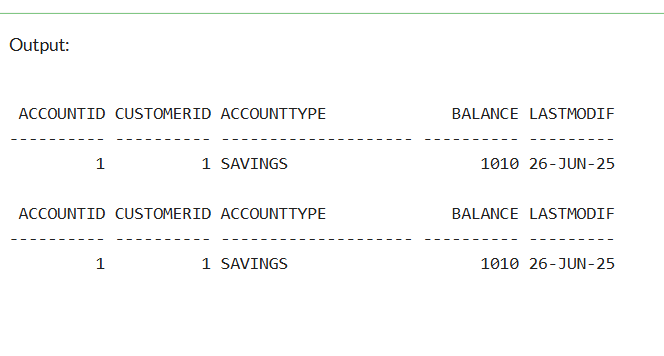 Output:
ACCOUNTID CUSTOMERID ACCOUNTTYPE             BALANCE LASTMODIF
---------- ---------- -------------------- ---------- ---------
         1          1 SAVINGS                    1010 26-JUN-25
ACCOUNTID CUSTOMERID ACCOUNTTYPE             BALANCE LASTMODIF
---------- ---------- -------------------- ---------- ---------
         1          1 SAVINGS                    1010 26-JUN-25